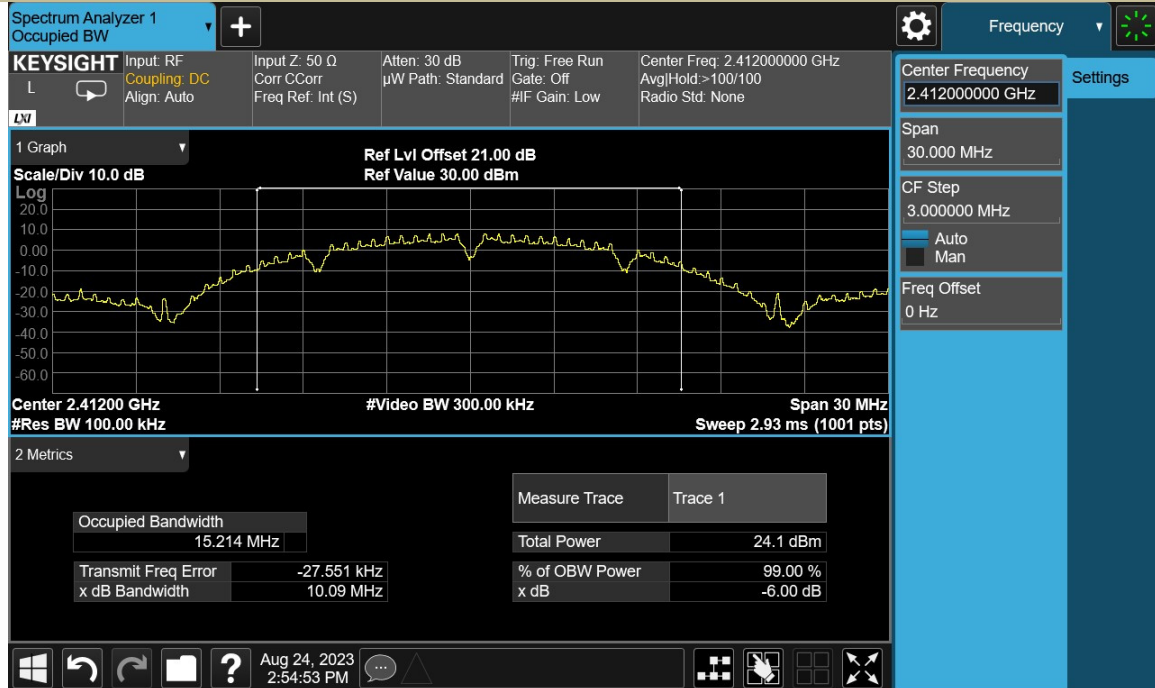 Spectrum Analyzer 1
Occupied BW
+
Frequency
KEYSIGHT
L
LXI
Input: RF
Coupling: DC
Align: Auto
Input Z: 50 Ω
Corr CCorr
Freq Ref: Int (S)
Atten: 30 dB
µW Path: Standard
Trig: Free Run
Gate: Off
#IF Gain: Low
Center Freq: 2.412000000 GHz
Avg|Hold:>100/100
Radio Std: None
Center Frequency
2.412000000 GHz
Settings
Span
30.000 MHz
CF Step
3.000000 MHz
Auto
Man
Freq Offset
0 Hz
1 Graph
Scale/Div 10.0 dB
Ref Lvl Offset 21.00 dB
Ref Value 30.00 dBm
Log
20.0
10.0
0.00
-10.0
-20.0
-30.0
-40.0
-50.0
-60.0
Center 2.41200 GHz
#Video BW 300.00 kHz
Span 30 MHz
#Res BW 100.00 kHz
Sweep 2.93 ms (1001 pts)
2 Metrics
Measure Trace
Trace 1
Occupied Bandwidth
15.214 MHz
Total Power
24.1 dBm
Transmit Freq Error
-27.551 kHz
% of OBW Power
99.00 %
x dB Bandwidth
10.09 MHz
x dB
-6.00 dB
?
Aug 24, 2023
2:54:53 PM